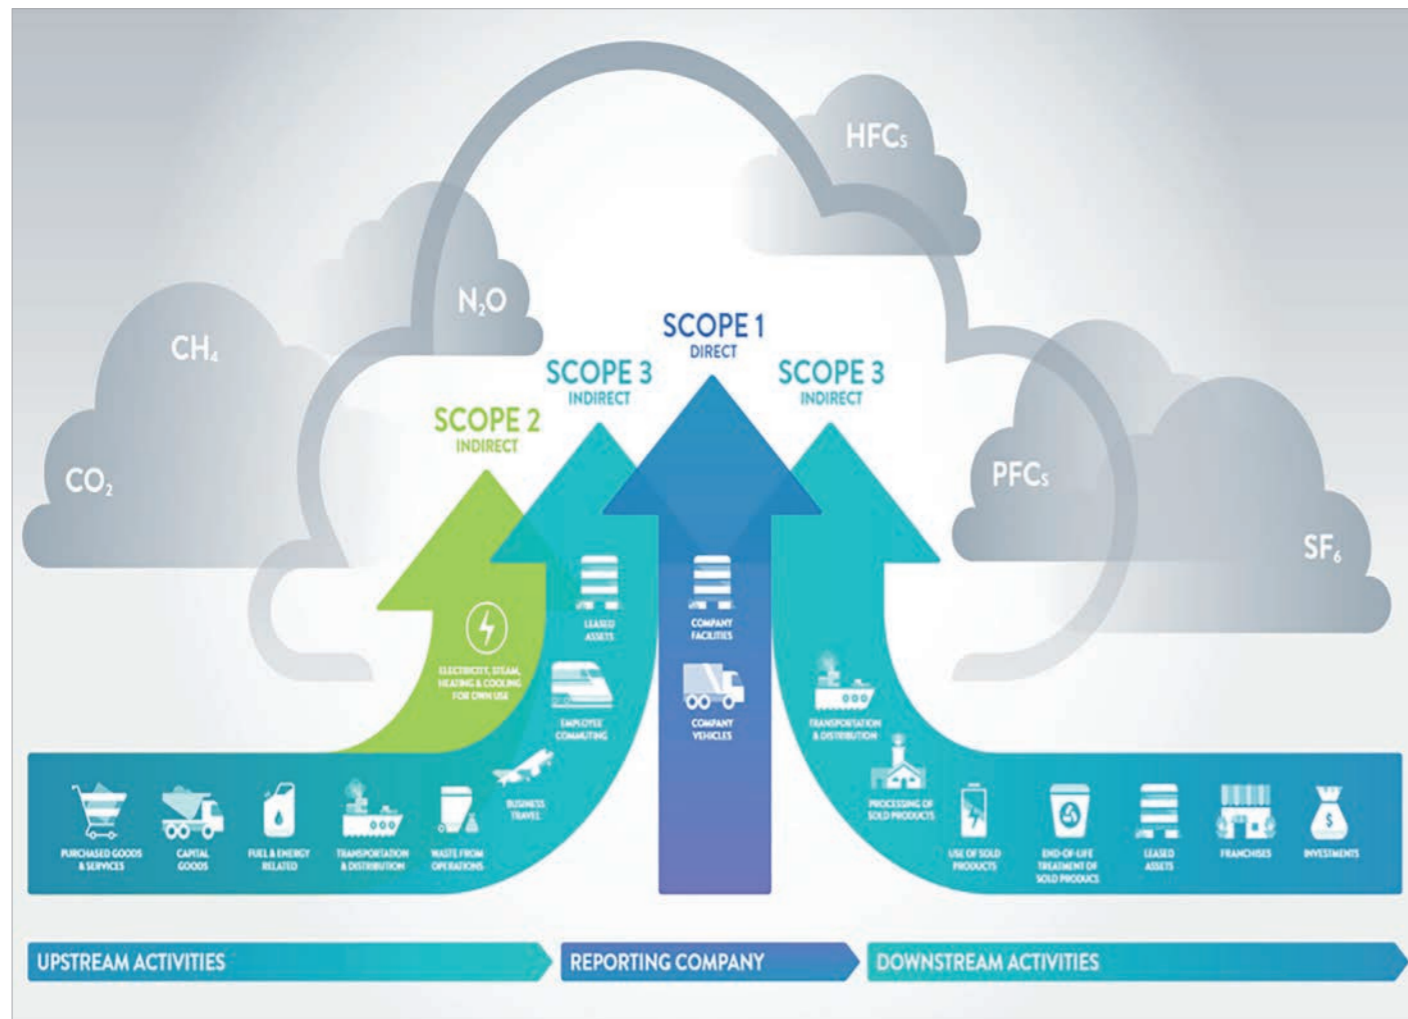 HFCs
N₂O
CH₄
SCOPE 1
DIRECT
SCOPE 3
INDIRECT
SCOPE 3
INDIRECT
SCOPE 2
INDIRECT
CO₂
PFCs
SF₆
LEASED
ASSETS
COMPANY
FACILITIES
ELECTRICITY, STEAM,
HEATING & COOLING
FOR OWN USE
EMPLOYEE
COMMUTING
COMPANY
VEHICLES
TRANSPORTATION
& DISTRIBUTION
BUSINESS
TRAVEL
PROCESSING OF
SOLD PRODUCTS
PURCHASED GOODS
& SERVICES
CAPITAL
GOODS
FUEL & ENERGY
RELATED
TRANSPORTATION
& DISTRIBUTION
WASTE FROM
OPERATIONS
USE OF SOLD
PRODUCTS
END-OF-LIFE
TREATMENT OF
SOLD PRODUCS
LEASED
ASSETS
FRANCHISES
$
INVESTMENTS
UPSTREAM ACTIVITIES
REPORTING COMPANY
DOWNSTREAM ACTIVITIES